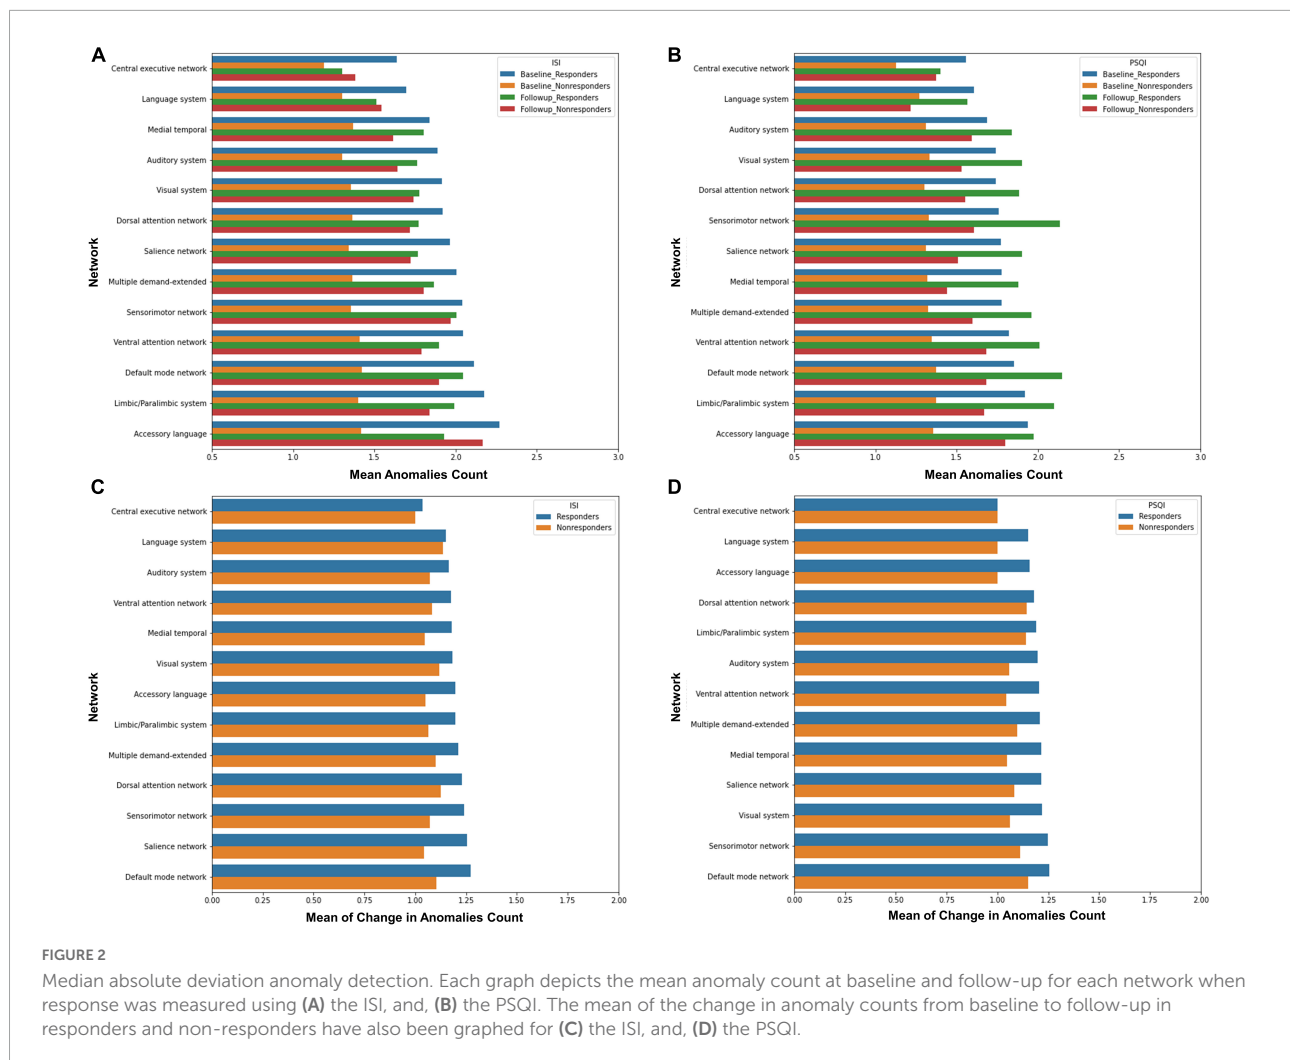 A
ISI
Baseline_Responders
Baseline_Nonresponders
Followup_Responders
Followup_Nonresponders
Central executive network
Language system
Medial temporal
Auditory system
Visual system
Dorsal attention network
Salience network
Multiple demand-extended
Sensorimotor network
Ventral attention network
Default mode network
Limbic/Paralimbic system
Accessory language
Network
0.5 1.0 1.5 2.0 2.5 3.0
Mean Anomalies Count
B
PSQI
Baseline_Responders
Baseline_Nonresponders
Followup_Responders
Followup_Nonresponders
Central executive network
Language system
Auditory system
Visual system
Dorsal attention network
Sensorimotor network
Salience network
Medial temporal
Multiple demand-extended
Ventral attention network
Default mode network
Limbic/Paralimbic system
Accessory language
Network
0.5 1.0 1.5 2.0 2.5 3.0
Mean Anomalies Count
C
ISI
Responders
Nonresponders
Central executive network
Language system
Auditory system
Ventral attention network
Medial temporal
Visual system
Accessory language
Limbic/Paralimbic system
Multiple demand-extended
Dorsal attention network
Sensorimotor network
Salience network
Default mode network
Network
0.00 0.25 0.50 0.75 1.00 1.25 1.50 1.75 2.00
Mean of Change in Anomalies Count
D
PSQI
Responders
Nonresponders
Central executive network
Language system
Accessory language
Dorsal attention network
Limbic/Paralimbic system
Auditory system
Ventral attention network
Multiple demand-extended
Medial temporal
Salience network
Visual system
Sensorimotor network
Default mode network
Network
0.00 0.25 0.50 0.75 1.00 1.25 1.50 1.75 2.00
Mean of Change in Anomalies Count
FIGURE 2
Median absolute deviation anomaly detection. Each graph depicts the mean anomaly count at baseline and follow-up for each network when
response was measured using (A) the ISI, and, (B) the PSQI. The mean of the change in anomaly counts from baseline to follow-up in
responders and non-responders have also been graphed for (C) the ISI, and, (D) the PSQI.